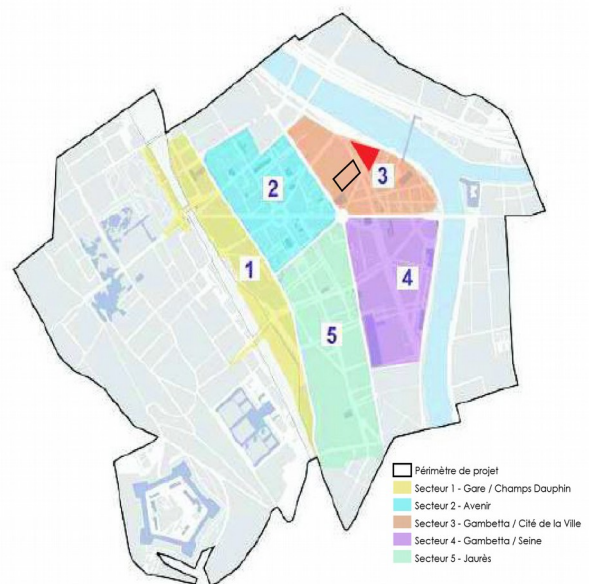 2
3
1
4
5
Périmètre de projet
Secteur 1 - Gare / Champs Dauphin
Secteur 2 - Avenir
Secteur 3 - Gambetta / Cité de la Ville
Secteur 4 - Gambetta / Seine
Secteur 5 - Jaurès